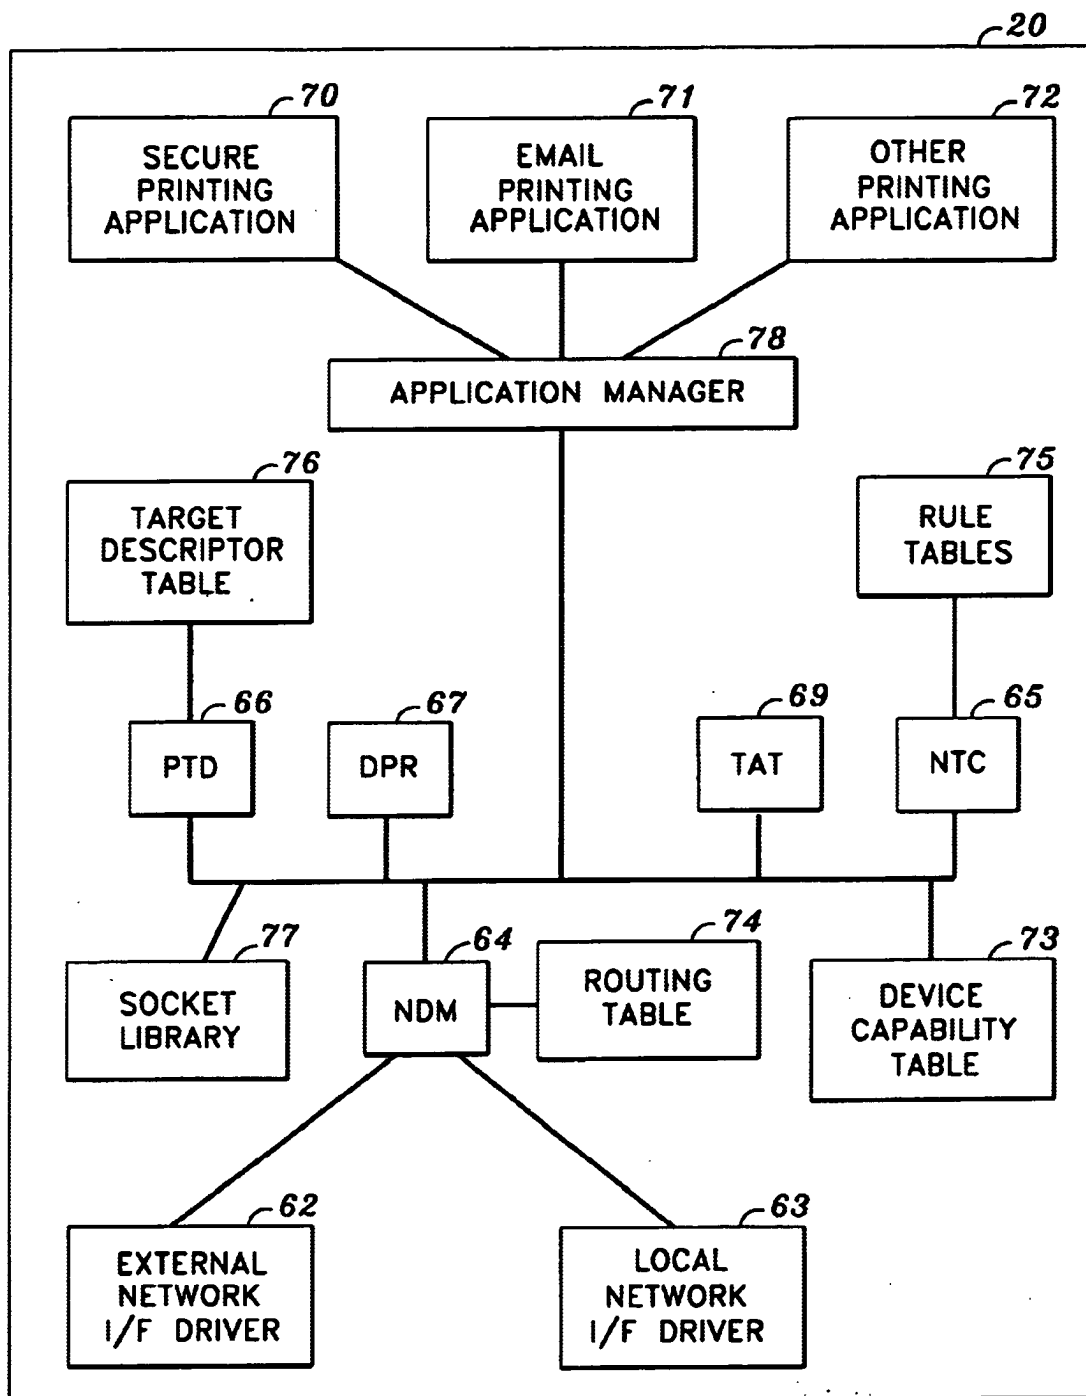 20
70
71
72
SECURE
PRINTING
APPLICATION
EMAIL
PRINTING
APPLICATION
OTHER
PRINTING
APPLICATION
78
APPLICATION MANAGER
76
75
TARGET
DESCRIPTOR
TABLE
RULE
TABLES
66
67
69
65
PTD
DPR
TAT
NTC
77
64
74
73
SOCKET
LIBRARY
NDM
ROUTING
TABLE
DEVICE
CAPABILITY
TABLE
62
63
EXTERNAL
NETWORK
I/F DRIVER
LOCAL
NETWORK
I/F DRIVER